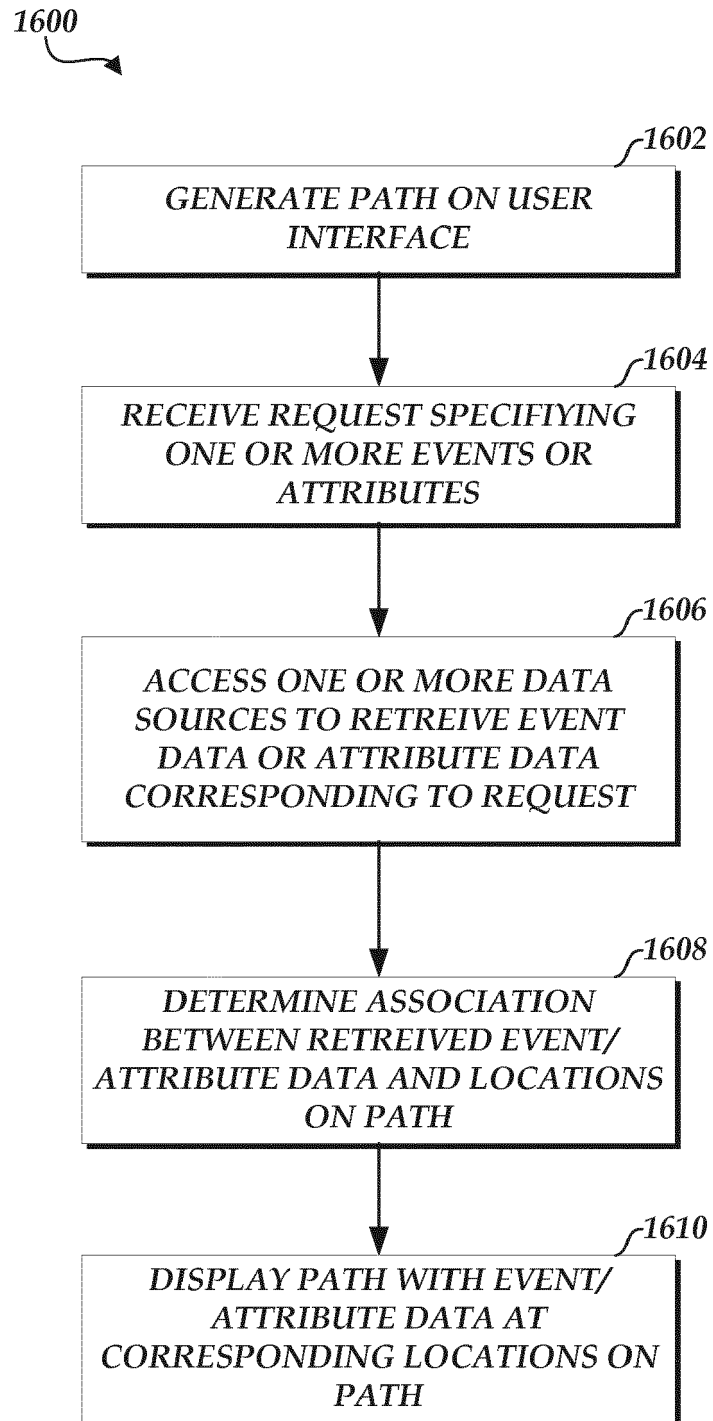 1600
1602
GENERATE PATH ON USER
INTERFACE
1604
RECEIVE REQUEST SPECIFIYING
ONE OR MORE EVENTS OR
ATTRIBUTES
1606
ACCESS ONE OR MORE DATA
SOURCES TO RETREIVE EVENT
DATA OR ATTRIBUTE DATA
CORRESPONDING TO REQUEST
1608
DETERMINE ASSOCIATION
BETWEEN RETREIVED EVENT/
ATTRIBUTE DATA AND LOCATIONS
ON PATH
1610
DISPLAY PATH WITH EVENT/
ATTRIBUTE DATA AT
CORRESPONDING LOCATIONS ON
PATH